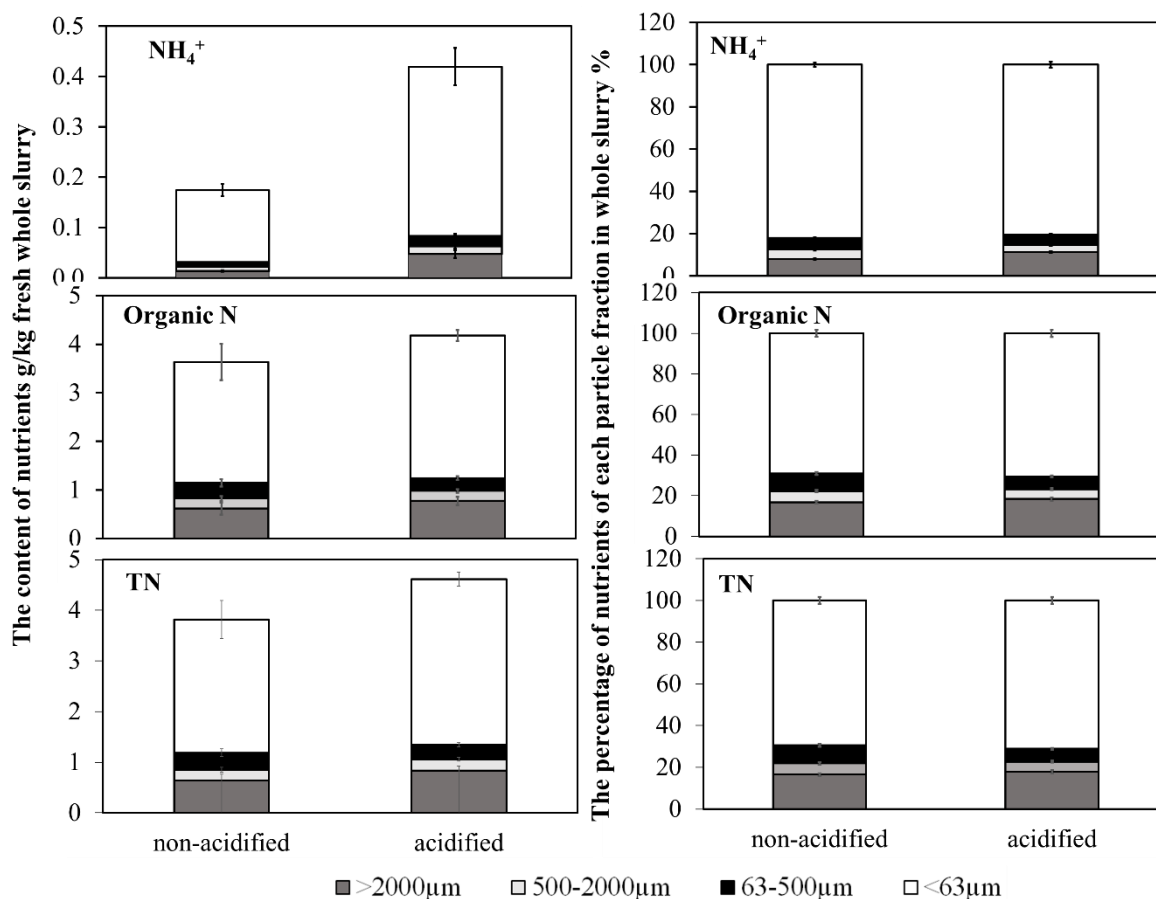 The content of nutrients g/kg fresh whole slurry
NH₄⁺
0.5
0.4
0.3
0.2
0.1
0.0
Organic N
5
4
3
2
1
0
TN
5
4
3
2
1
0
non-acidified
acidified
The percentage of nutrients of each particle fraction in whole slurry %
NH₄⁺
120
100
80
60
40
20
0
Organic N
120
100
80
60
40
20
0
TN
120
100
80
60
40
20
0
non-acidified
acidified
>2000µm
500-2000µm
63-500µm
<63µm